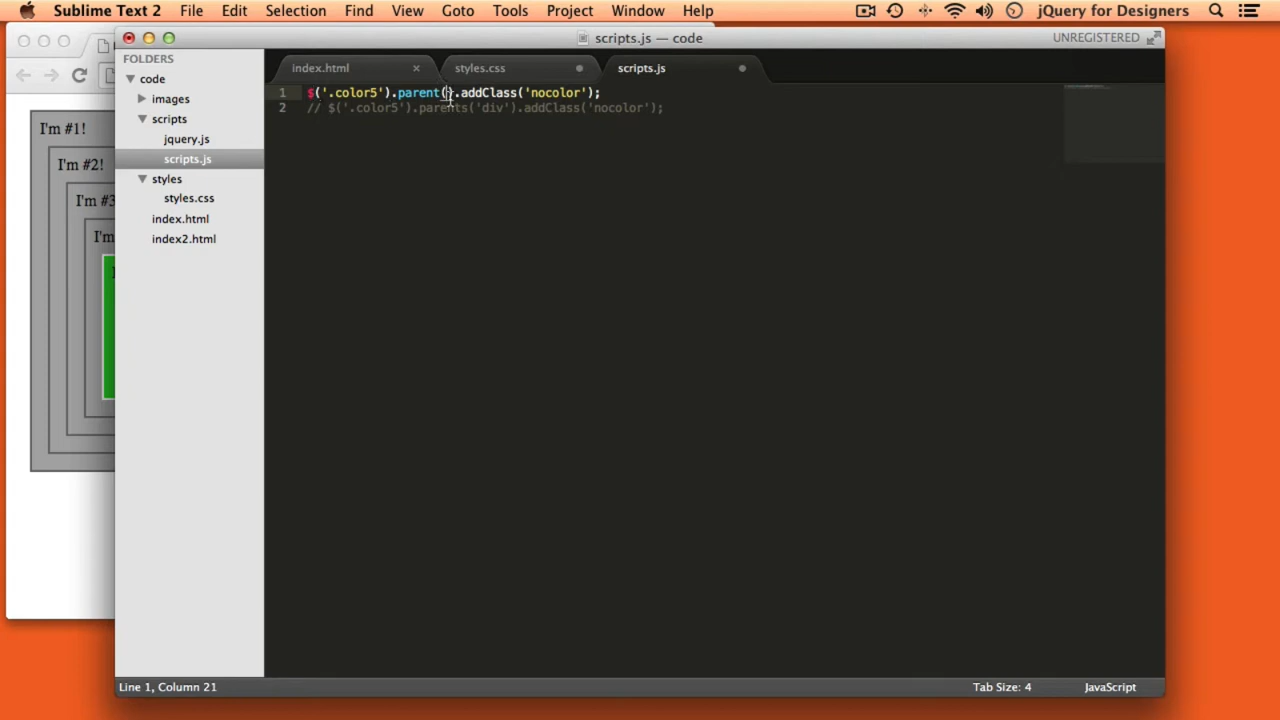 Sublime Text 2 File Edit Selection Find View Goto Tools Project Window Help jQuery for Designers
scripts.js — code UNREGISTERED
FOLDERS
code
images
scripts
jquery.js
scripts.js
styles
styles.css
index.html
index2.html
index.html × styles.css scripts.js
1 $('.color5').parent().addClass('nocolor');
2 // $('.color5').parents('div').addClass('nocolor');
I'm #1!
I'm #2!
I'm #3
I'm
Line 1, Column 21 Tab Size: 4 JavaScript